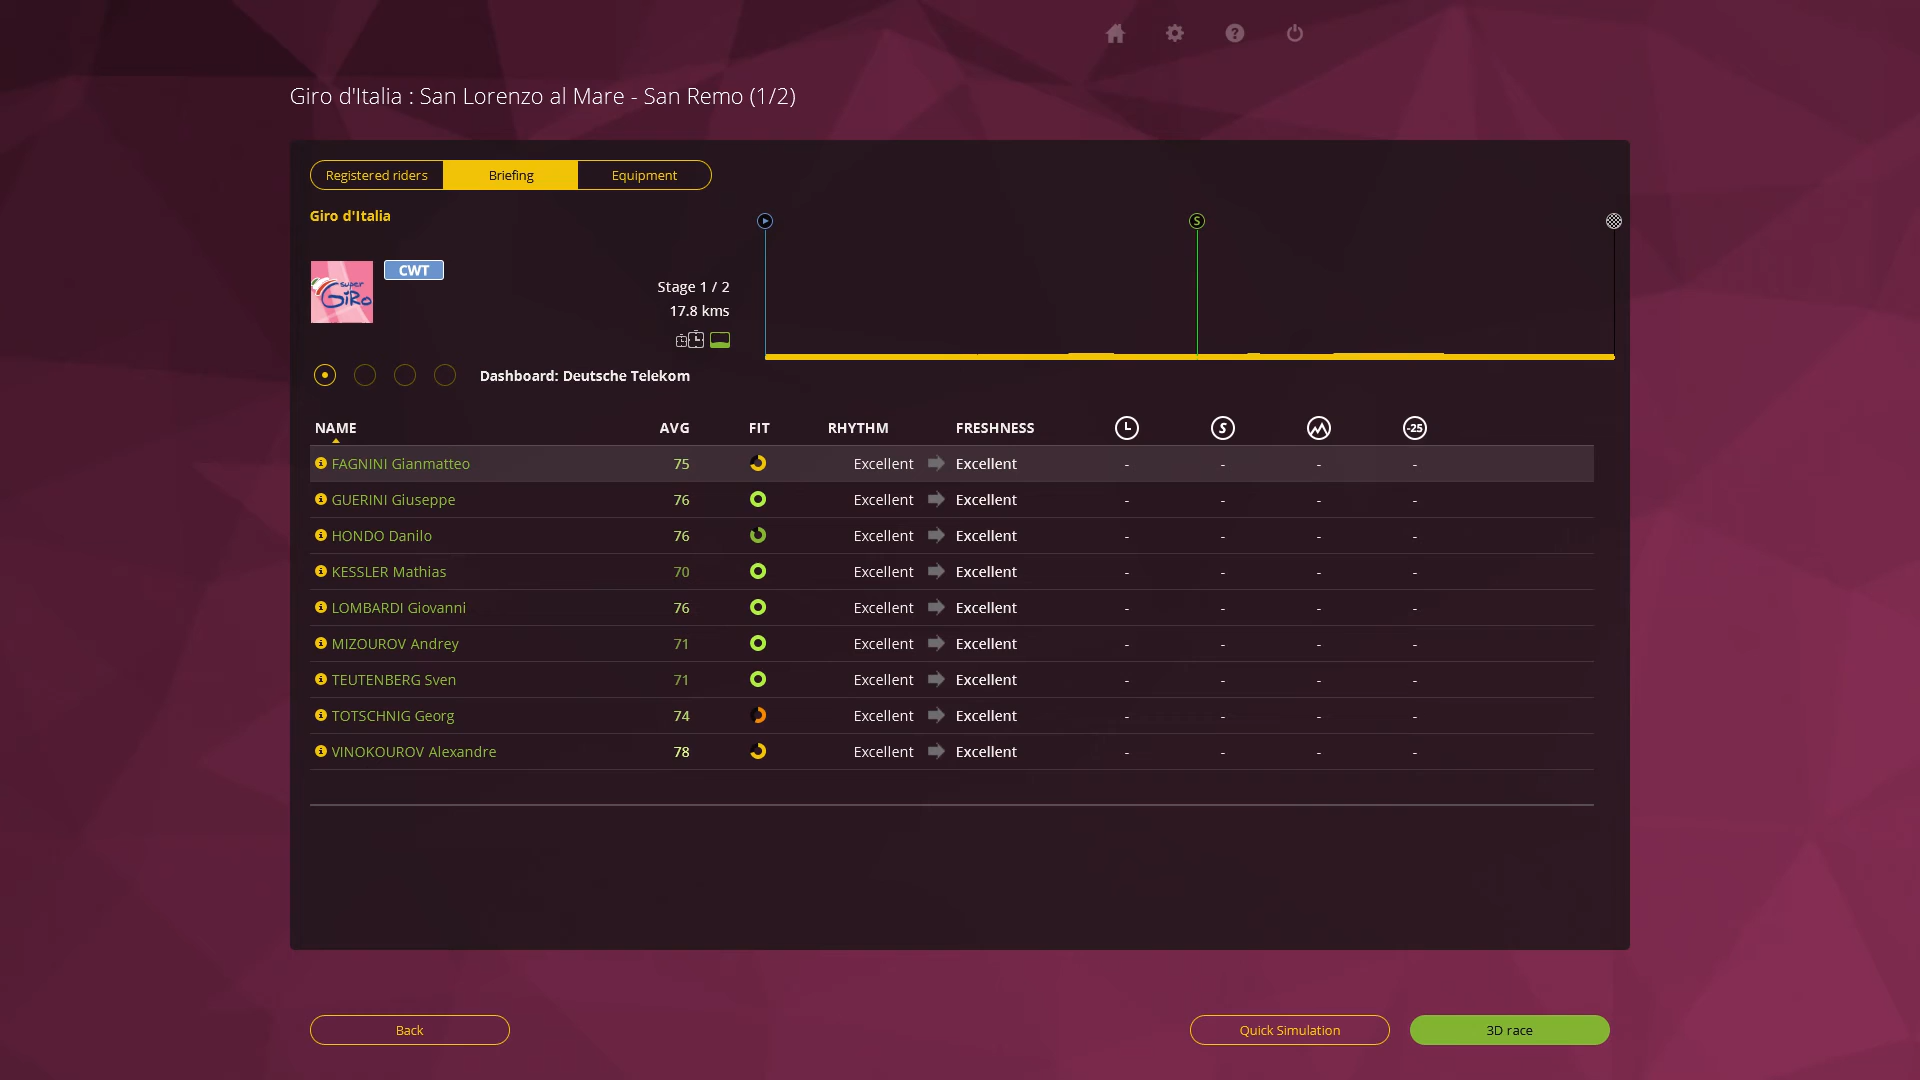 Giro d'Italia : San Lorenzo al Mare - San Remo (1/2)
Registered riders Briefing Equipment
Giro d'Italia
S
super GiRo
CWT
Stage 1 / 2
17.8 kms
Dashboard: Deutsche Telekom
NAME AVG FIT RHYTHM FRESHNESS S -25
FAGNINI Gianmatteo 75 Excellent Excellent - - - -
GUERINI Giuseppe 76 Excellent Excellent - - - -
HONDO Danilo 76 Excellent Excellent - - - -
KESSLER Mathias 70 Excellent Excellent - - - -
LOMBARDI Giovanni 76 Excellent Excellent - - - -
MIZOUROV Andrey 71 Excellent Excellent - - - -
TEUTENBERG Sven 71 Excellent Excellent - - - -
TOTSCHNIG Georg 74 Excellent Excellent - - - -
VINOKOUROV Alexandre 78 Excellent Excellent - - - -
Back Quick Simulation 3D race